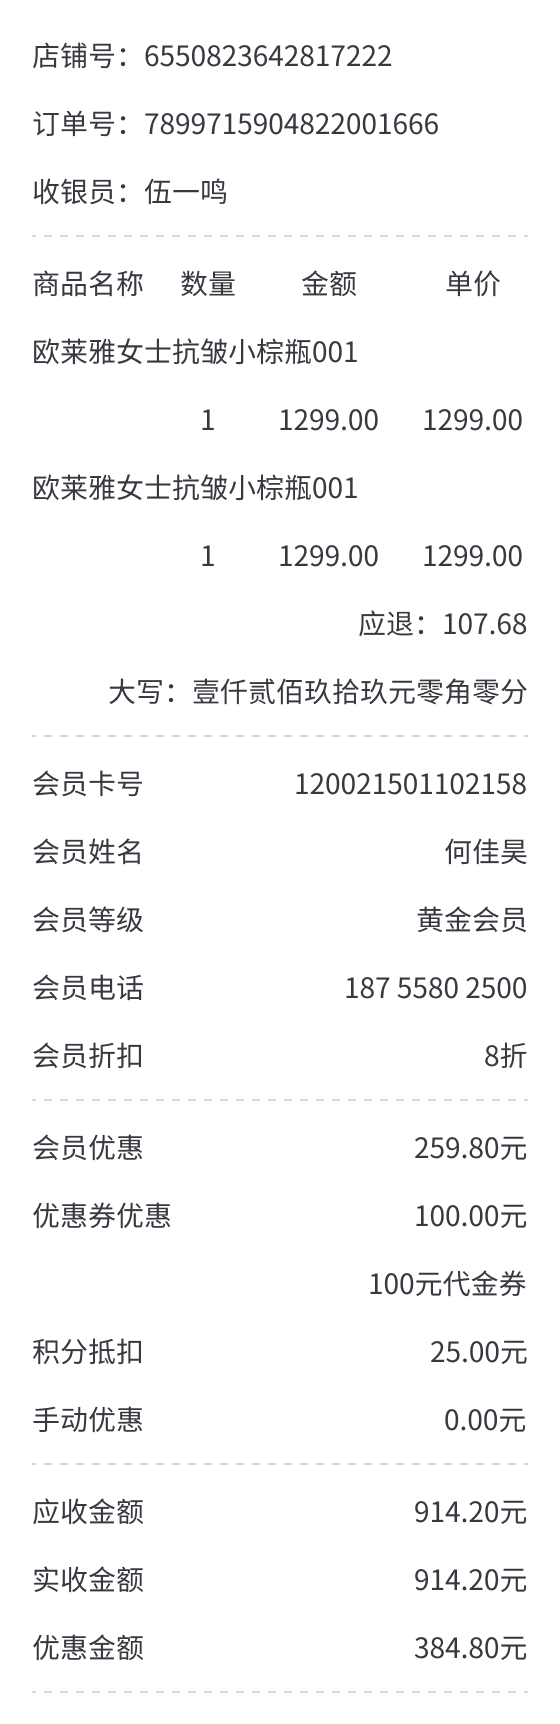 店铺号：6550823642817222
订单号：7899715904822001666
收银员：伍一鸣
商品名称 数量 金额 单价
欧莱雅女士抗皱小棕瓶001
1 1299.00 1299.00
欧莱雅女士抗皱小棕瓶001
1 1299.00 1299.00
应退：107.68
大写：壹仟贰佰玖拾玖元零角零分
会员卡号 120021501102158
会员姓名 何佳昊
会员等级 黄金会员
会员电话 187 5580 2500
会员折扣 8折
会员优惠 259.80元
优惠券优惠 100.00元
100元代金券
积分抵扣 25.00元
手动优惠 0.00元
应收金额 914.20元
实收金额 914.20元
优惠金额 384.80元